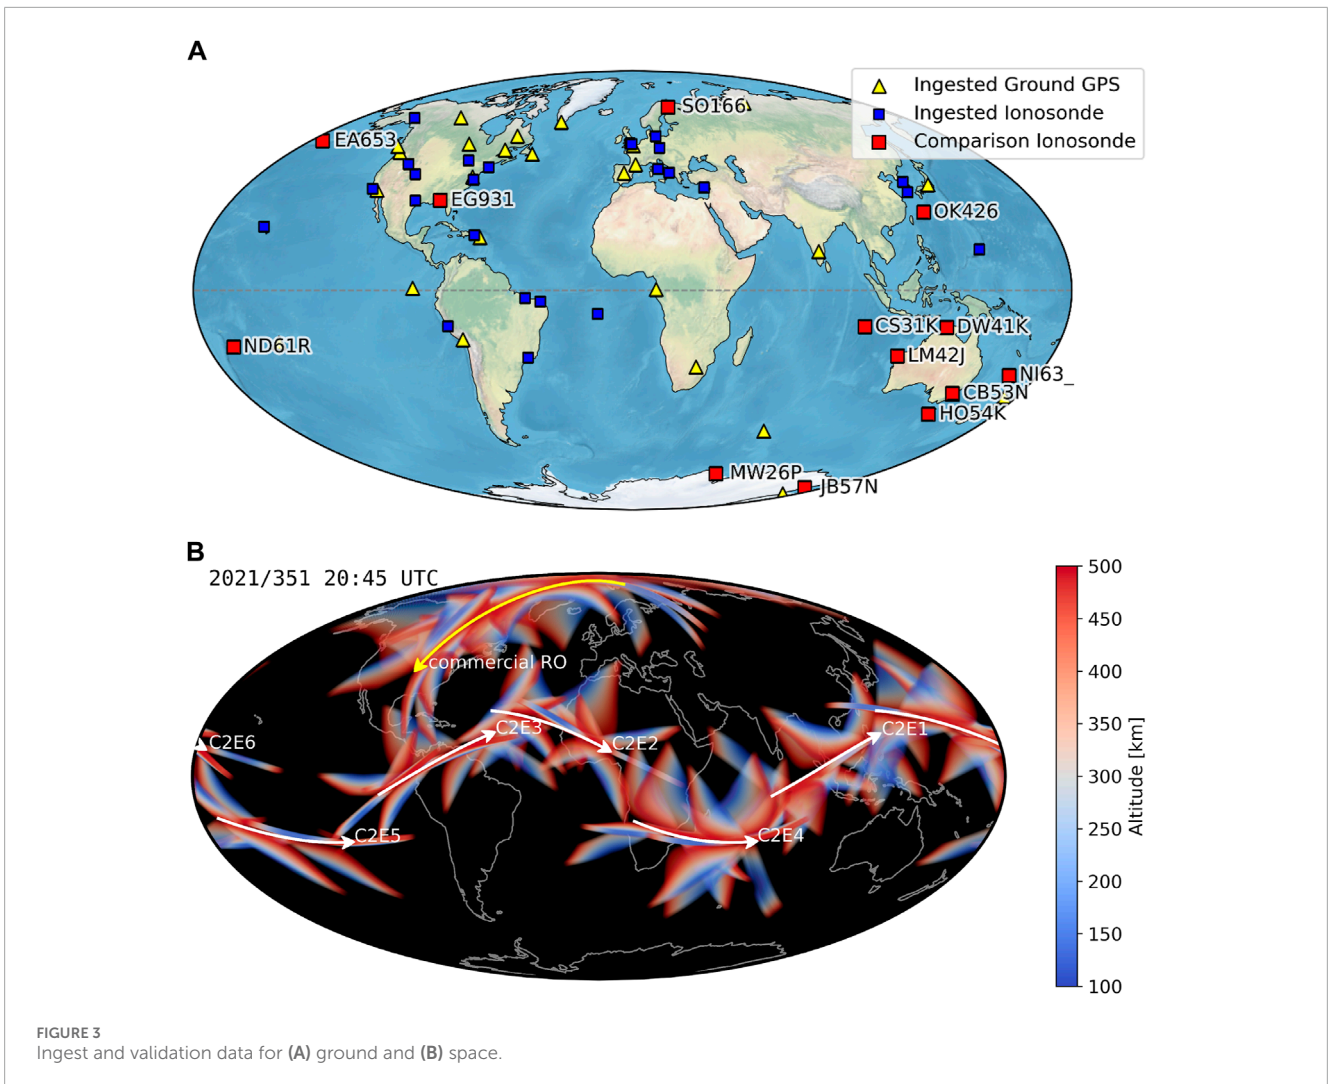 A
Ingested Ground GPS
Ingested Ionosonde
Comparison Ionosonde
SO166
EA653
EG931
OK426
CS31K
DW41K
ND61R
LM42J
NI63_
CB53N
HO54K
MW26P
JB57N
B
2021/351 20:45 UTC
commercial RO
C2E3
C2E1
C2E6
C2E2
C2E5
C2E4
500
450
400
350
300
250
200
150
100
Altitude [km]
FIGURE 3
Ingest and validation data for (A) ground and (B) space.